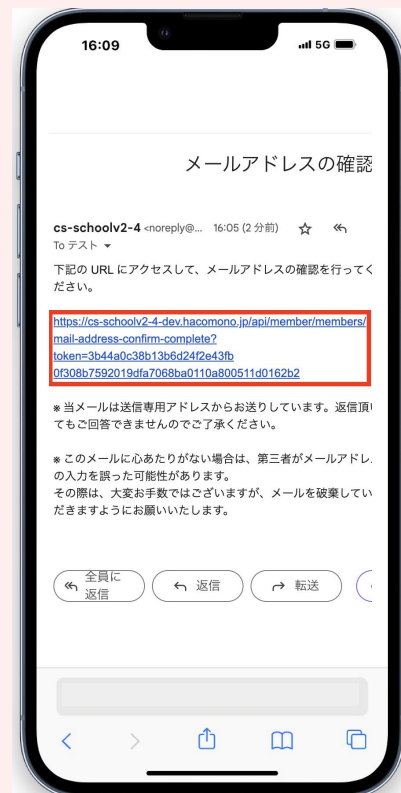 16:09
5G
メールアドレスの確認
cs-schoolv2-4 <noreply@... 16:05 (2 分前)
To テスト
下記の URL にアクセスして、メールアドレスの確認を行ってく
ださい。
https://cs-schoolv2-4-dev.hacomono.jp/api/member/members/
mail-address-confirm-complete?
token=3b44a0c38b13b6d24f2e43fb
0f308b7592019dfa7068ba0110a800511d0162b2
※ 当メールは送信専用アドレスからお送りしています。返信頂い
てもご回答できませんのでご了承ください。
※ このメールに心あたりがない場合は、第三者がメールアドレ
の入力を誤った可能性があります。
その際は、大変お手数ではございますが、メールを破棄してい
だきますようにお願いいたします。
全員に
返信
返信
転送